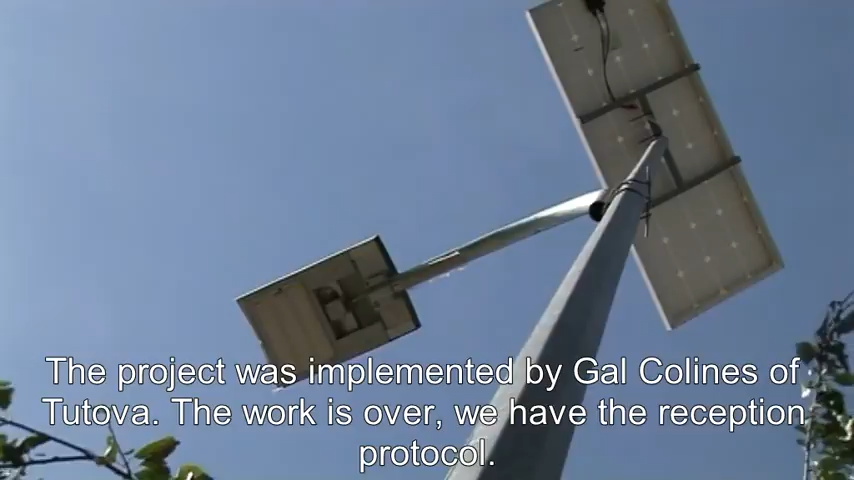 The project was implemented by Gal Colines of
Tutova. The work is over, we have the reception
protocol.